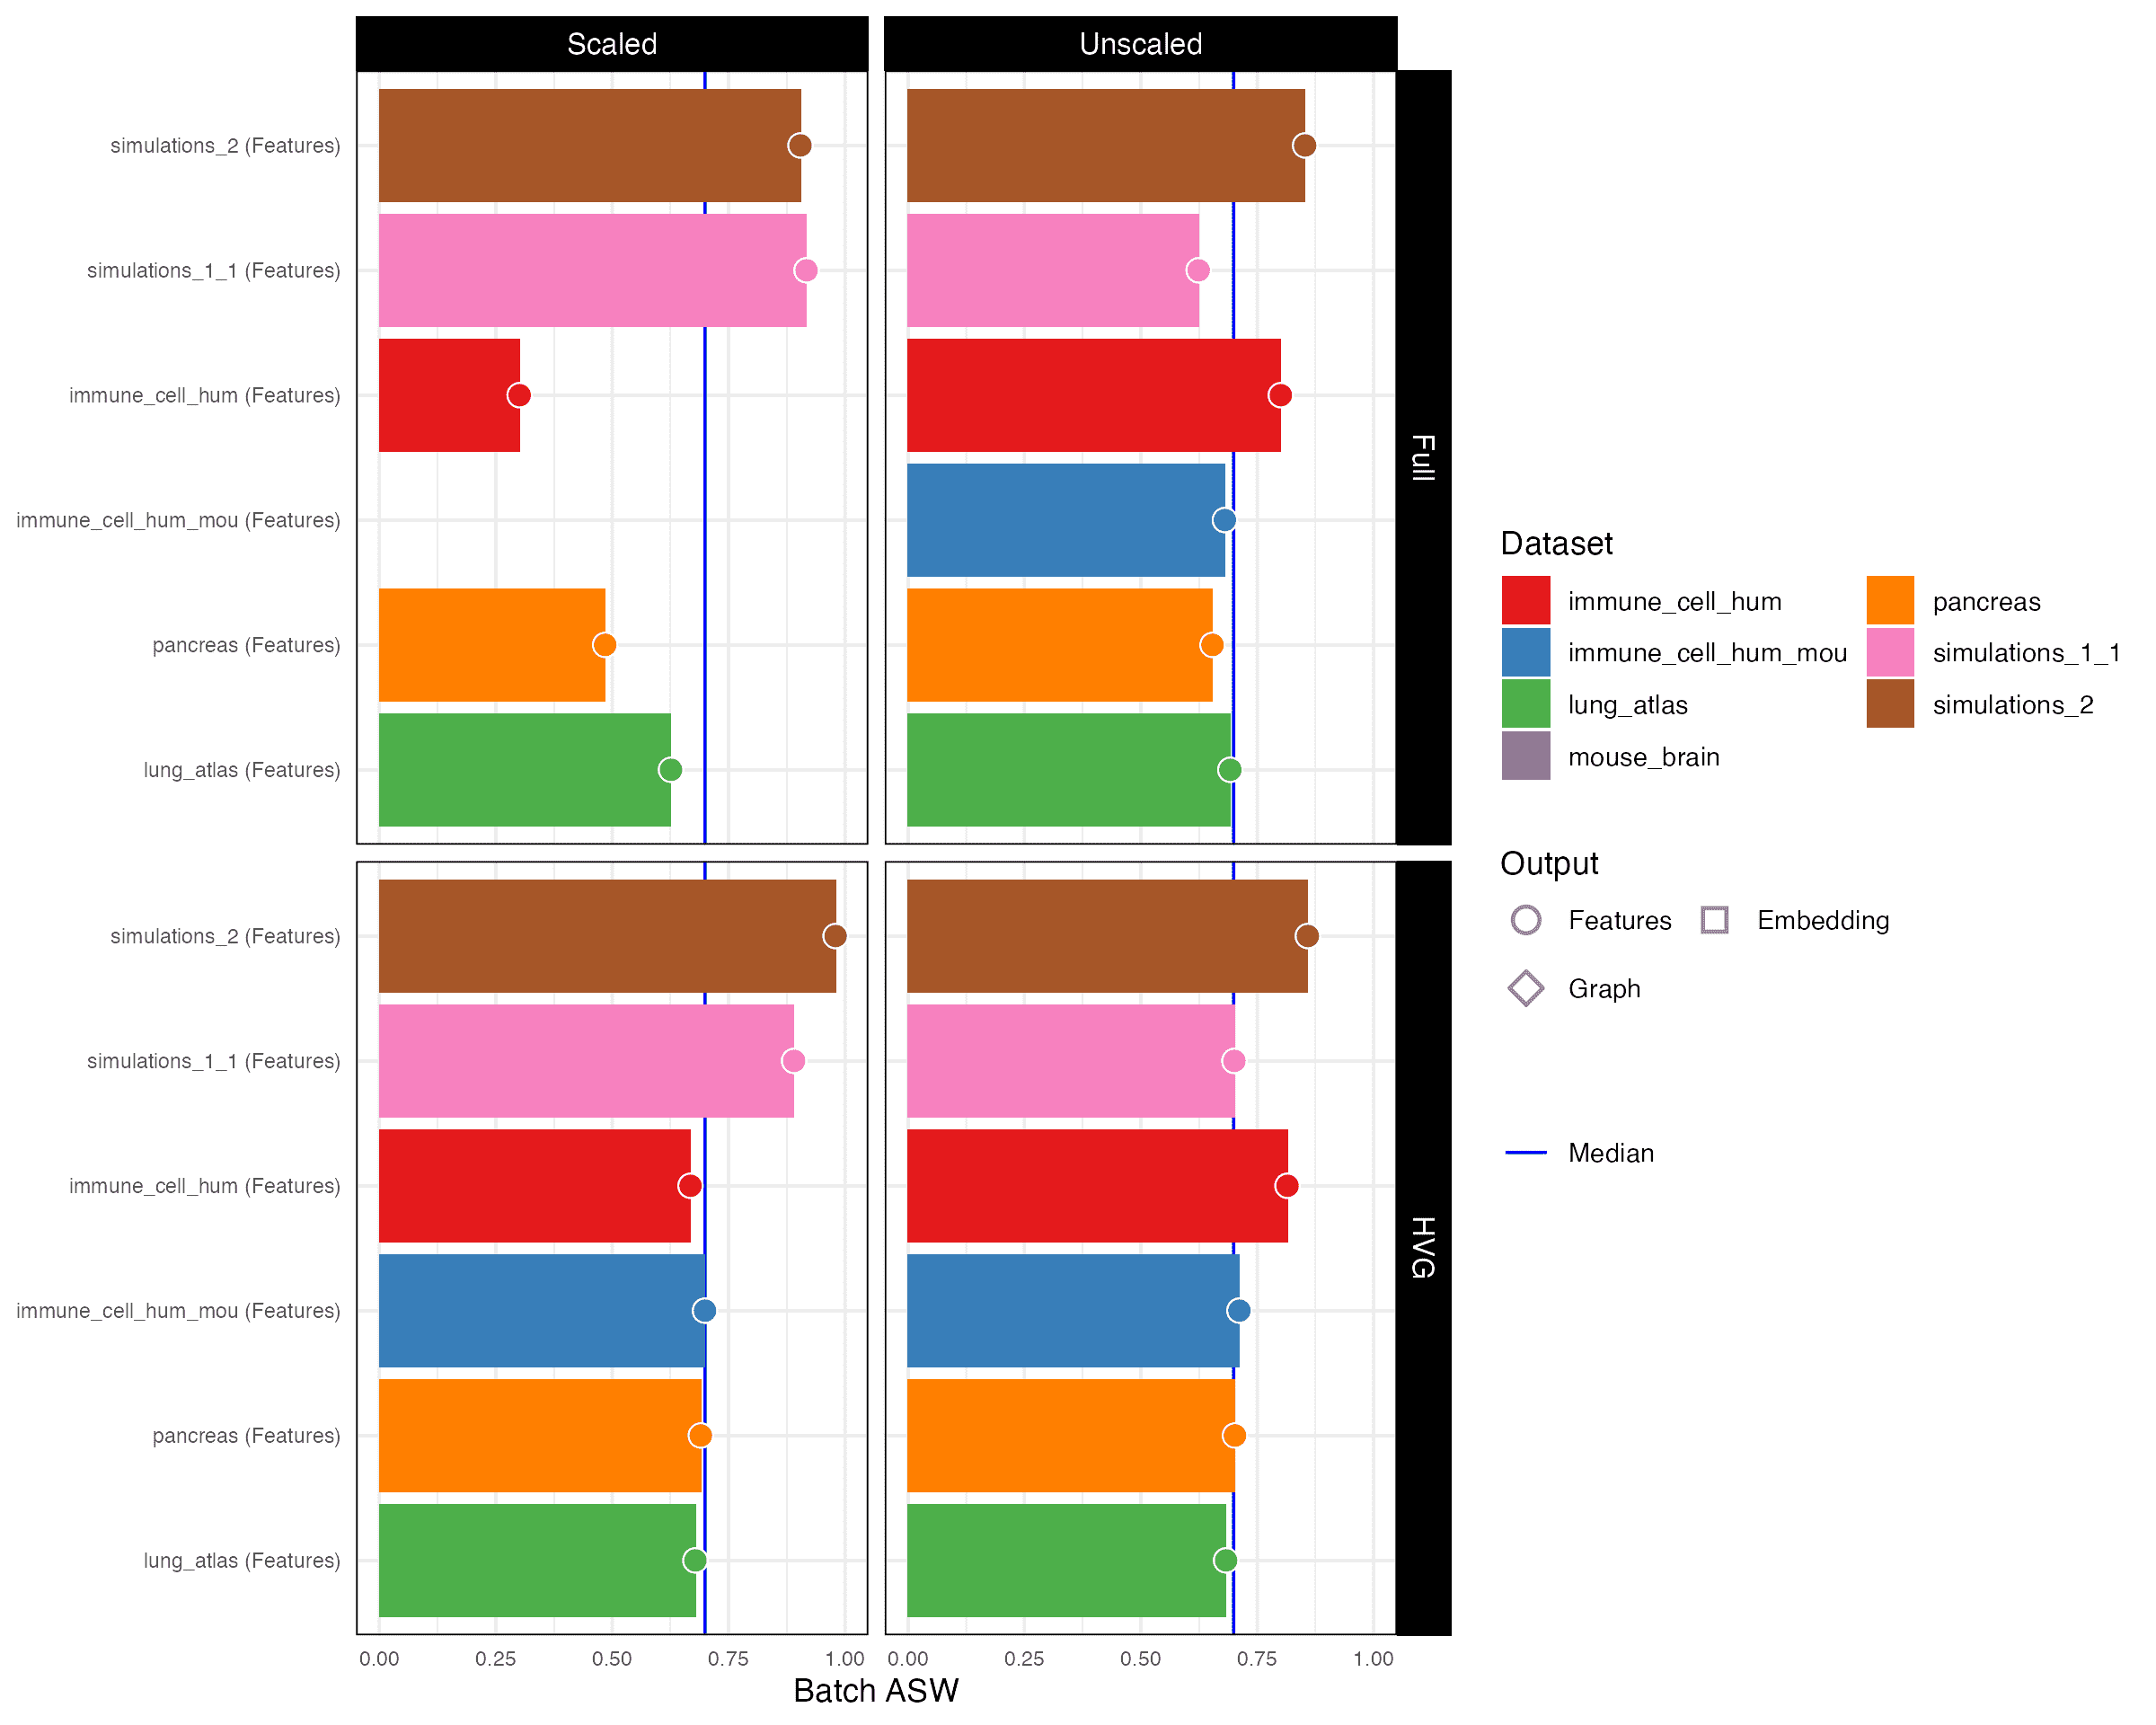 Scaled
Unscaled
simulations_2 (Features)
simulations_1_1 (Features)
immune_cell_hum (Features)
immune_cell_hum_mou (Features)
pancreas (Features)
lung_atlas (Features)
Full
simulations_2 (Features)
simulations_1_1 (Features)
immune_cell_hum (Features)
immune_cell_hum_mou (Features)
pancreas (Features)
lung_atlas (Features)
HVG
0.00 0.25 0.50 0.75 1.00
0.00 0.25 0.50 0.75 1.00
Batch ASW
Dataset
immune_cell_hum
immune_cell_hum_mou
lung_atlas
mouse_brain
pancreas
simulations_1_1
simulations_2
Output
Features
Embedding
Graph
Median